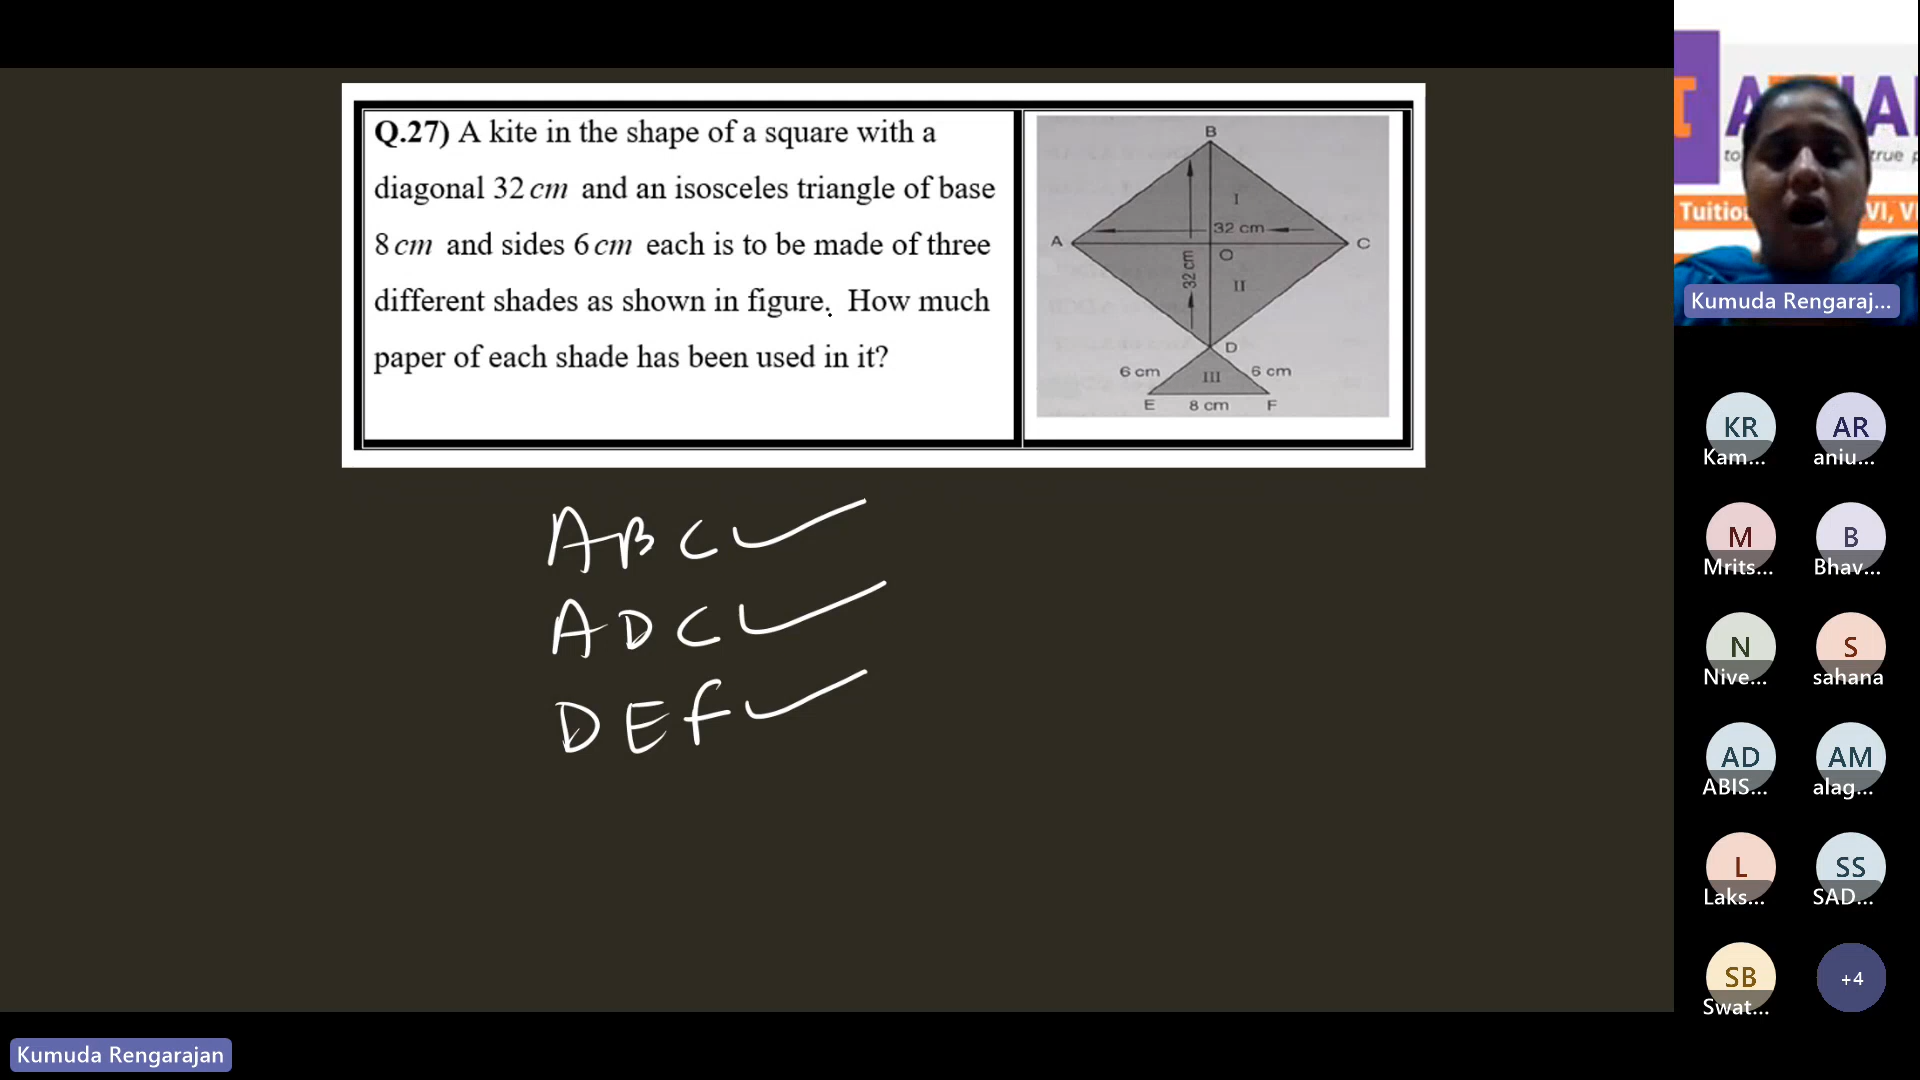 Q.27) A kite in the shape of a square with a
diagonal 32 cm and an isosceles triangle of base
8 cm and sides 6 cm each is to be made of three
different shades as shown in figure. How much
paper of each shade has been used in it?
B
I
32 cm
A
C
O
32 cm
II
D
6 cm
III
6 cm
E
8 cm
F
ABC
ADC
DEF
Kumuda Rengarajan
I
to
true p
Tuitio
VI, V
Kumuda Rengaraj...
KR
Kam...
AR
aniu...
M
Mrits...
B
Bhav...
N
Nive...
S
sahana
AD
ABIS...
AM
alag...
L
Laks...
SS
SAD...
SB
Swat...
+4